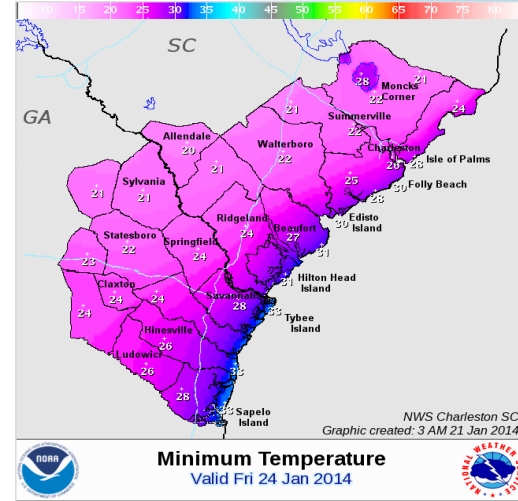 10 15 20 25 30 35 40 45 50 55 60 65 70 75 80
SC
GA
28
21
Moncks
Corner
22
21
24
Summerville
22
Allendale
20
Walterboro
22
Charleston
26
28
Isle of Palms
21
25
30
Folly Beach
28
Sylvania
21
21
Ridgeland
24
Beaufort
27
30
Edisto
Island
Statesboro
22
Springfield
24
31
23
31
Hilton Head
Island
Claxton
24
24
Savannah
28
24
33
Tybee
Island
Hinesville
26
Ludowici
26
33
28
33
Sapelo
Island
NWS Charleston SC
Graphic created: 3 AM 21 Jan 2014
NOAA
Minimum Temperature
Valid Fri 24 Jan 2014